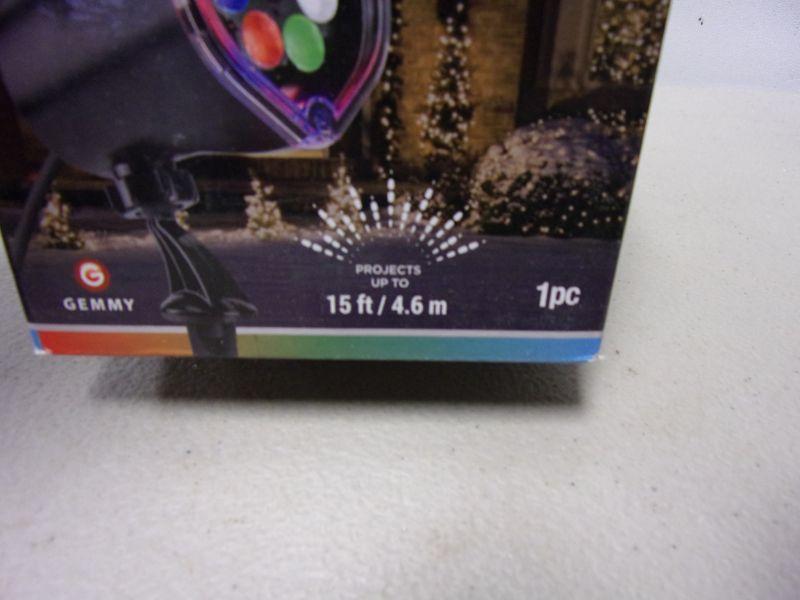 PROJECTS
UP TO
15 ft / 4.6 m
1pc
G
GEMMY